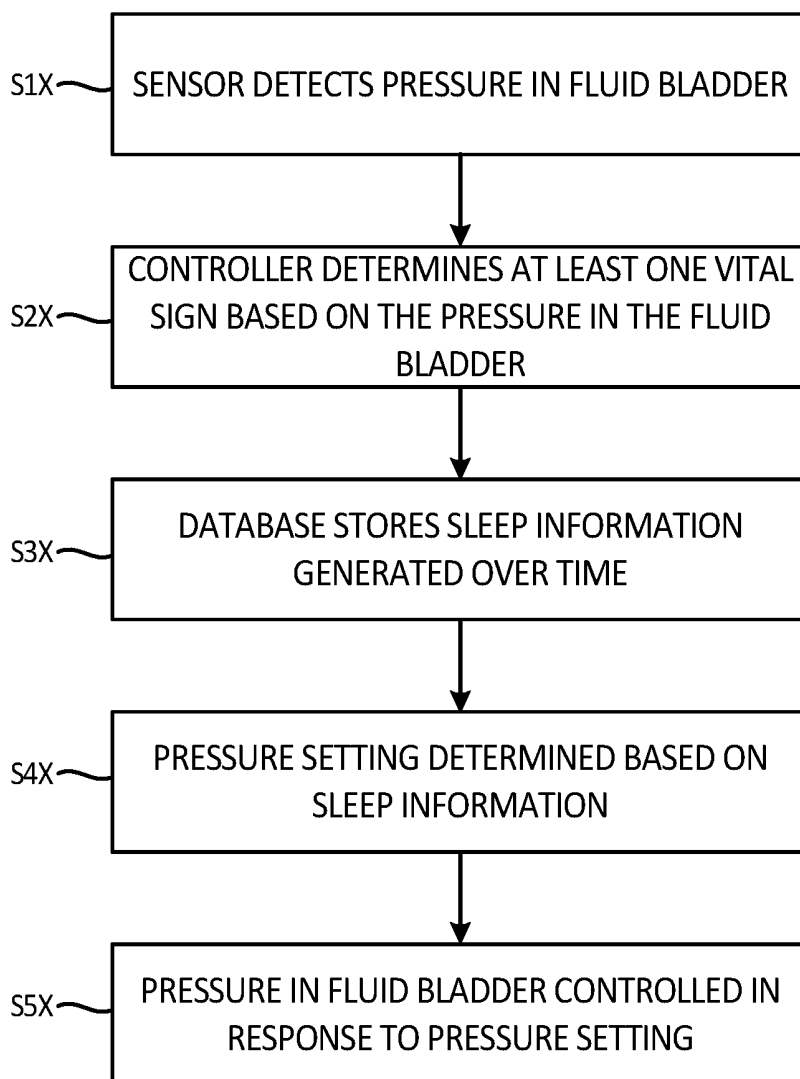 S1X
SENSOR DETECTS PRESSURE IN FLUID BLADDER
S2X
CONTROLLER DETERMINES AT LEAST ONE VITAL
SIGN BASED ON THE PRESSURE IN THE FLUID
BLADDER
S3X
DATABASE STORES SLEEP INFORMATION
GENERATED OVER TIME
S4X
PRESSURE SETTING DETERMINED BASED ON
SLEEP INFORMATION
S5X
PRESSURE IN FLUID BLADDER CONTROLLED IN
RESPONSE TO PRESSURE SETTING